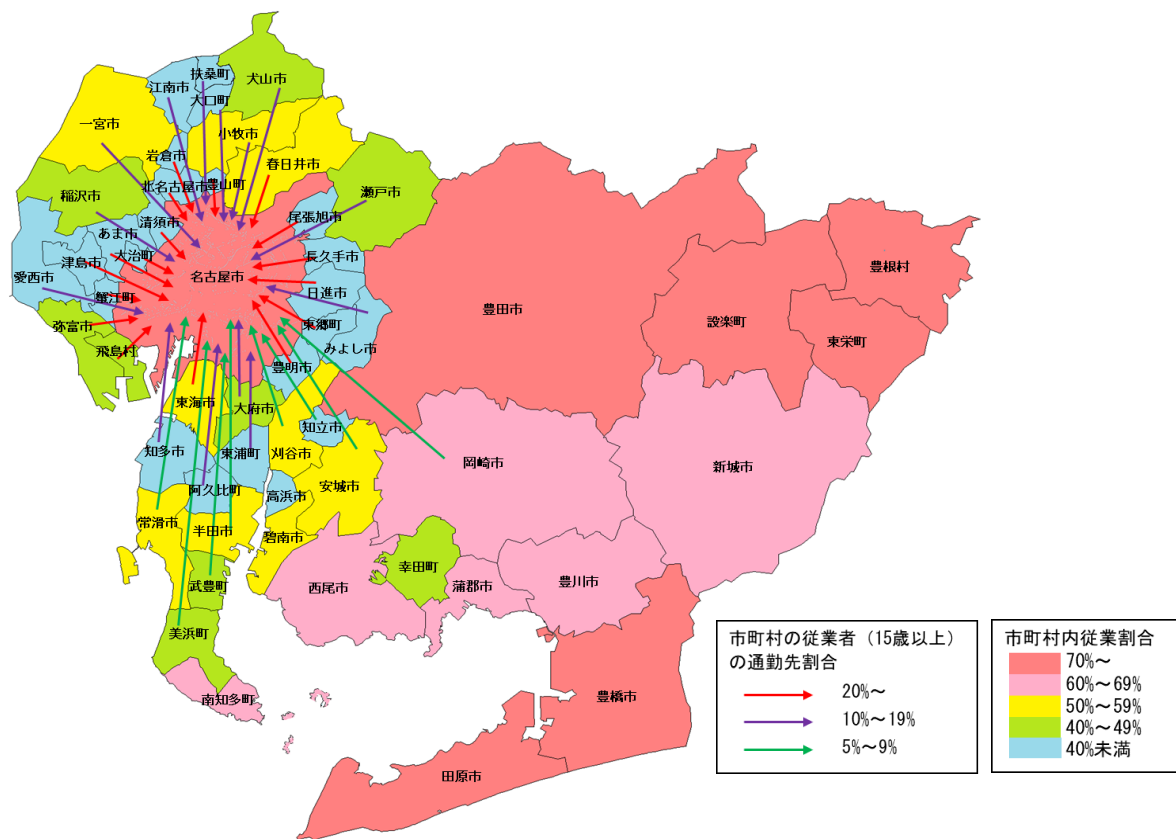 扶桑町
江南市
犬山市
大口町
一宮市
小牧市
岩倉市
春日井市
北名古屋市
豊山町
瀬戸市
稲沢市
清須市
尾張旭市
あま市
大治町
津島市
長久手市
愛西市
名古屋市
豊根村
日進市
蟹江町
豊田市
設楽町
弥富市
東郷町
東栄町
飛島村
みよし市
豊明市
東海市
大府市
知立市
知多市
東浦町
刈谷市
岡崎市
新城市
阿久比町
高浜市
安城市
常滑市
半田市
碧南市
幸田町
豊川市
武豊町
西尾市
蒲郡市
美浜町
南知多町
豊橋市
田原市
市町村の従業者（15歳以上）
の通勤先割合
20%～
10%～19%
5%～9%
市町村内従業割合
70%～
60%～69%
50%～59%
40%～49%
40%未満